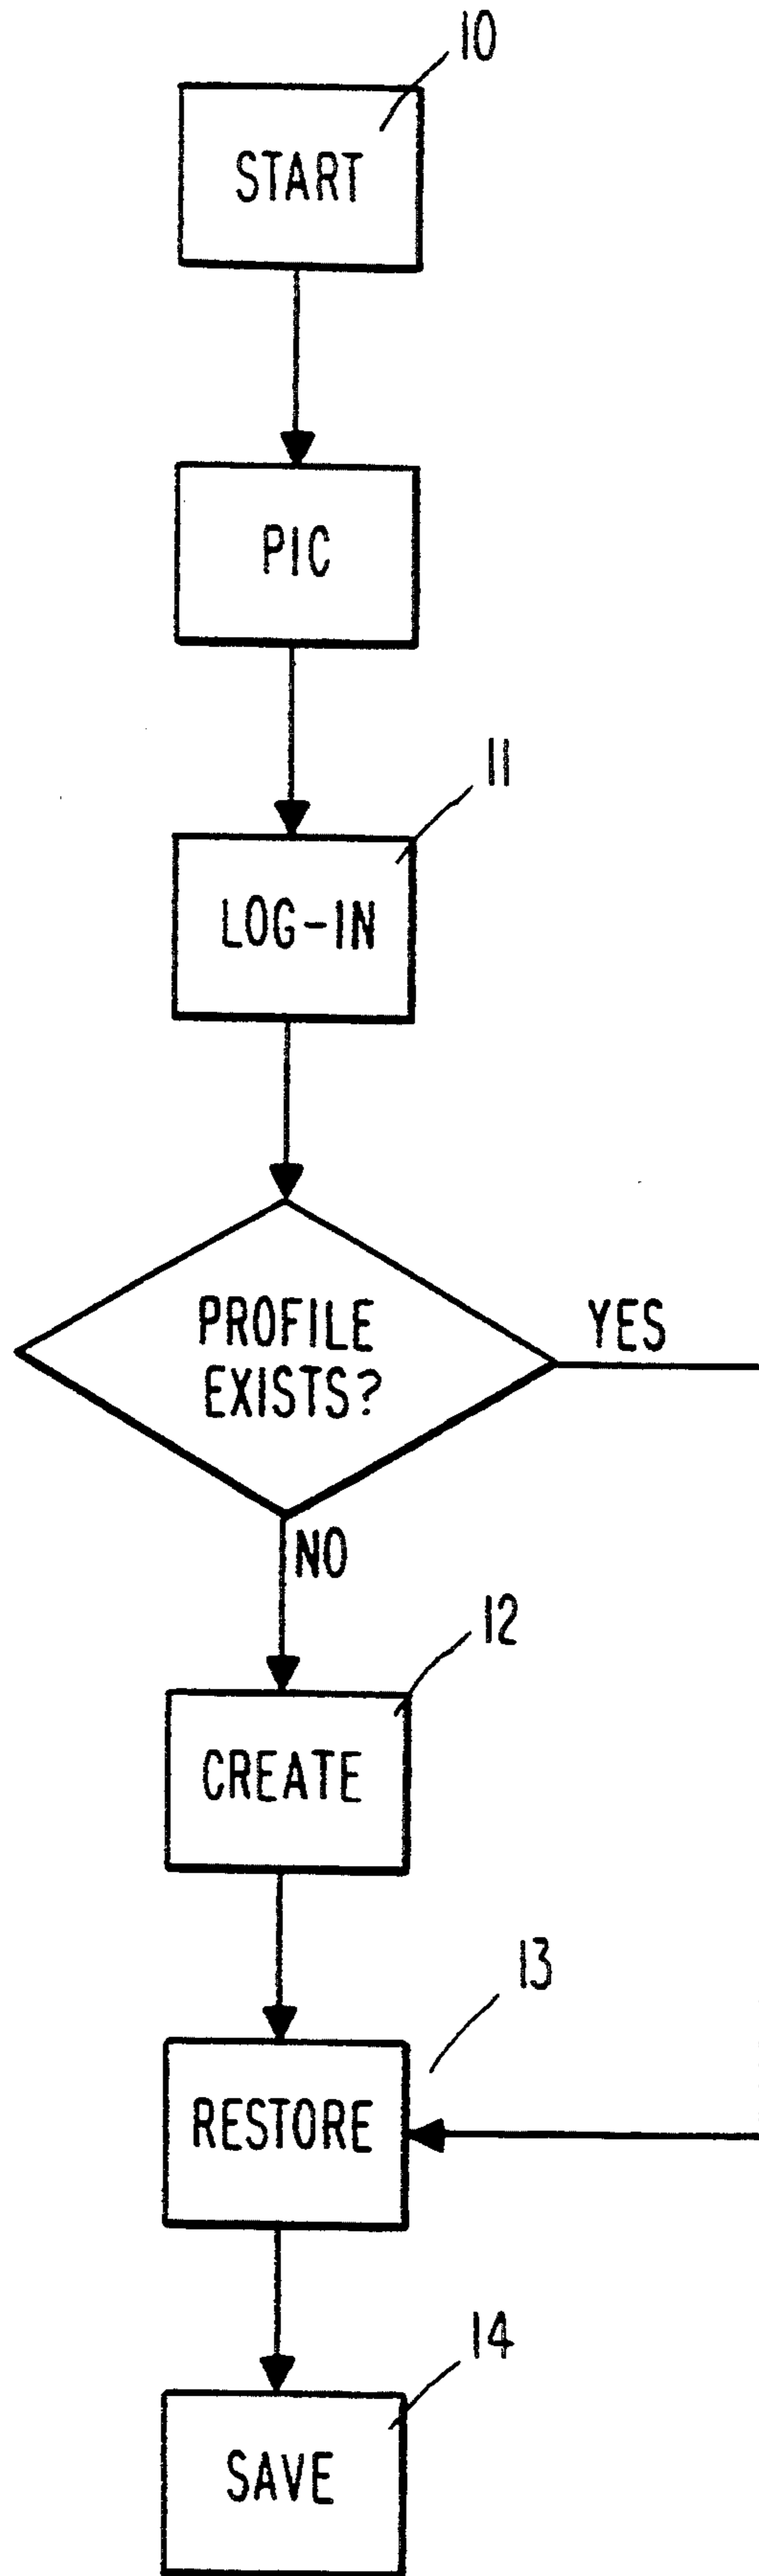 10
START
PIC
11
LOG-IN
PROFILE
EXISTS?
YES
NO
12
CREATE
13
RESTORE
14
SAVE